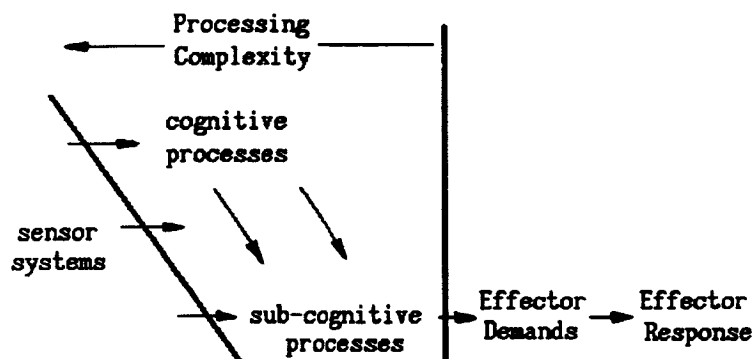 Processing
Complexity
cognitive
processes
sensor
systems
sub-cognitive
processes
Effector
Demands
Effector
Response